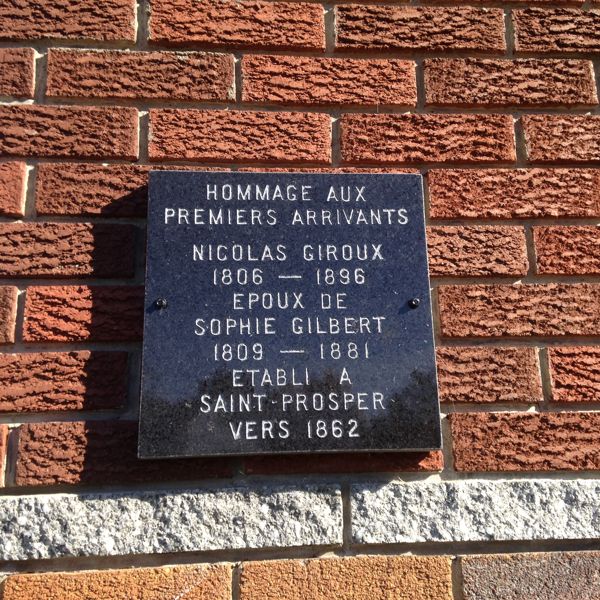 HOMMAGE AUX
PREMIERS ARRIVANTS
NICOLAS GIROUX
1806 — 1896
EPOUX DE
SOPHIE GILBERT
1809 — 1881
ETABLI A
SAINT-PROSPER
VERS 1862